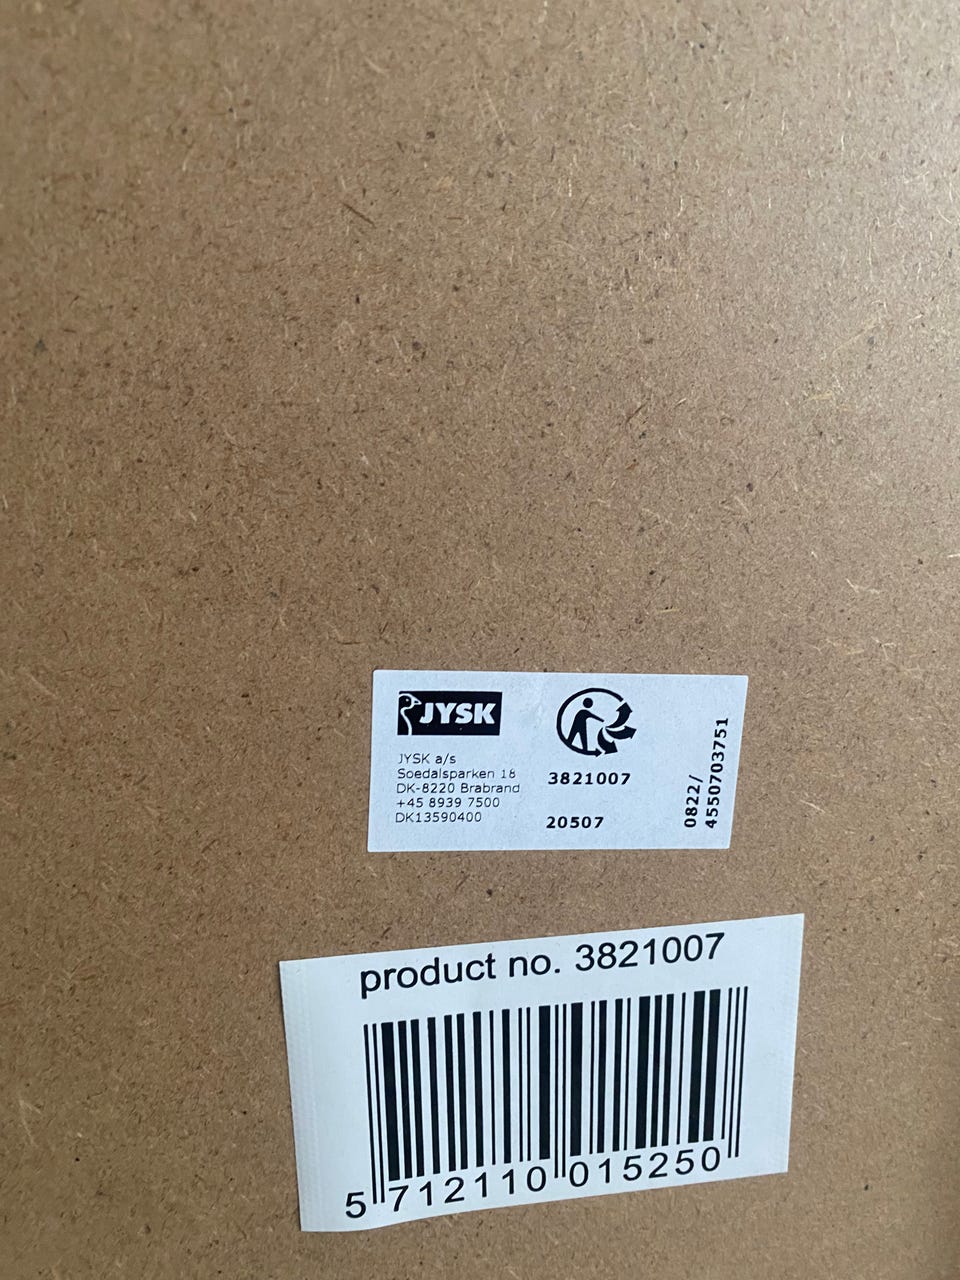 JYSK
JYSK a/s
Soedalsparken 18
DK-8220 Brabrand
+45 8939 7500
DK13590400
3821007
20507
0822/
4550703751
product no. 3821007
5 712110 015250